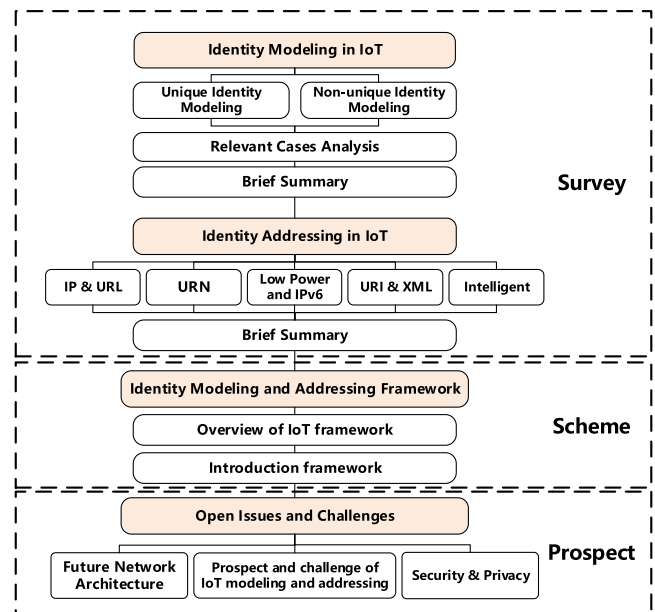 Identity Modeling in IoT
Unique Identity
Modeling
Non-unique Identity
Modeling
Relevant Cases Analysis
Brief Summary
Survey
Identity Addressing in IoT
IP & URL
URN
Low Power
and IPv6
URI & XML
Intelligent
Brief Summary
Identity Modeling and Addressing Framework
Overview of IoT framework
Scheme
Introduction framework
Open Issues and Challenges
Prospect
Future Network
Architecture
Prospect and challenge of
IoT modeling and addressing
Security & Privacy